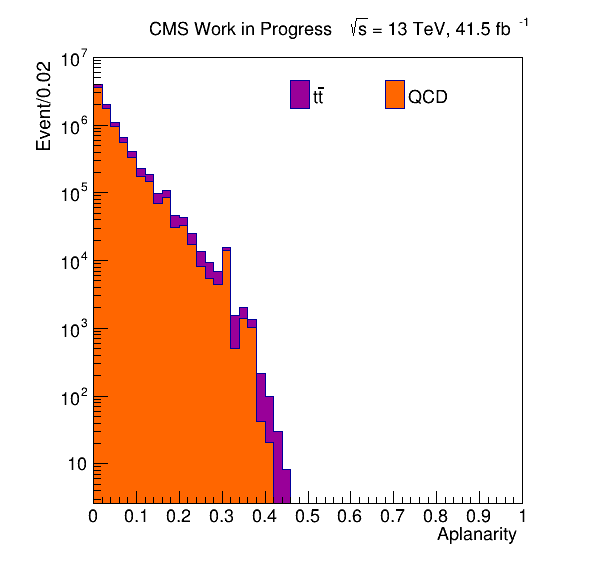 CMS Work in Progress √s = 13 TeV, 41.5 fb⁻¹
Event/0.02
tt̄
QCD
10⁷
10⁶
10⁵
10⁴
10³
10²
10
0 0.1 0.2 0.3 0.4 0.5 0.6 0.7 0.8 0.9 1
Aplanarity